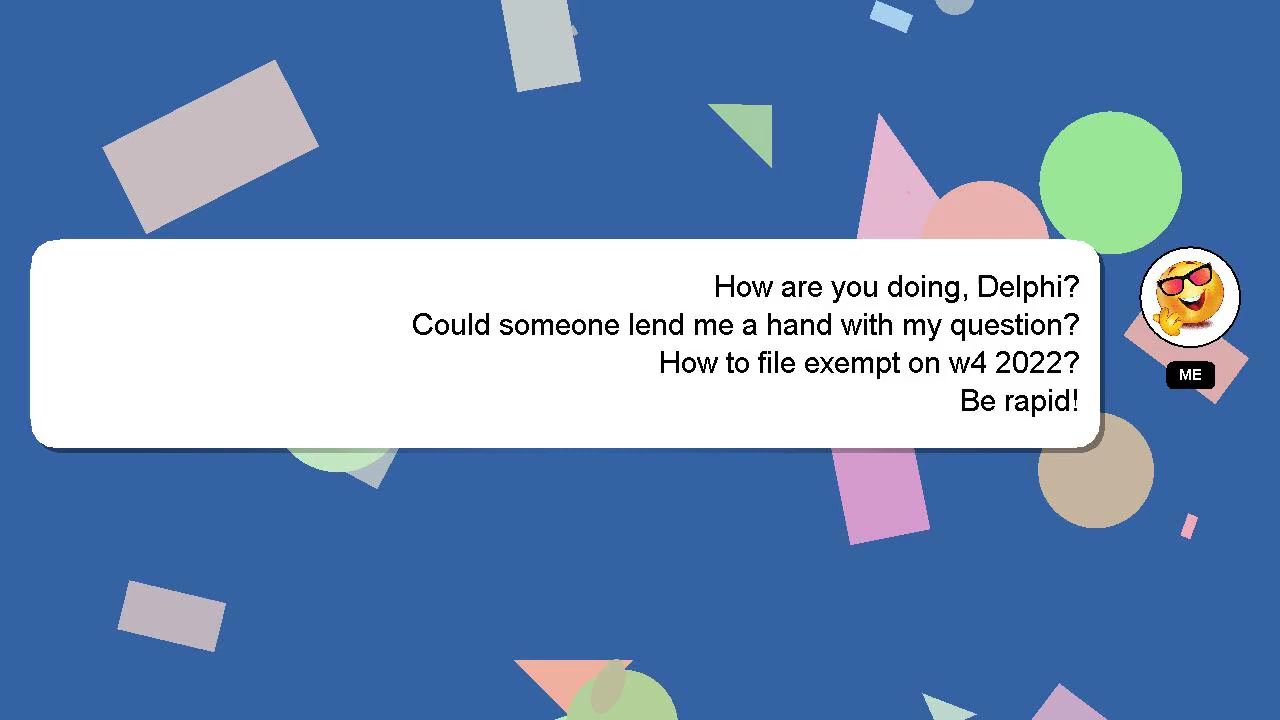 How are you doing, Delphi?
Could someone lend me a hand with my question?
How to file exempt on w4 2022?
Be rapid!
ME